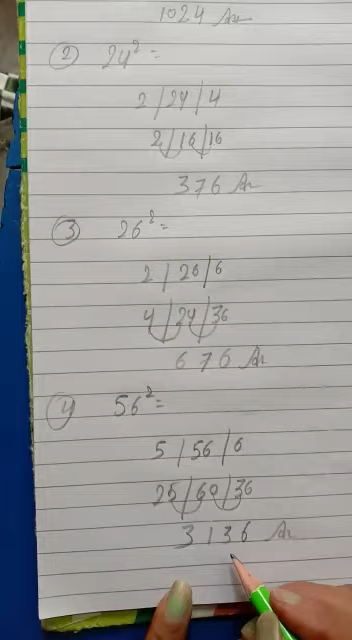 1024 Ans
② 24² =
2 / 24 / 4
2 / 16 / 16
376 Ans
③ 26² =
2 / 26 / 6
4 / 24 / 36
676 Ans
④ 56² =
5 / 56 / 6
25 / 60 / 36
3136 Ans